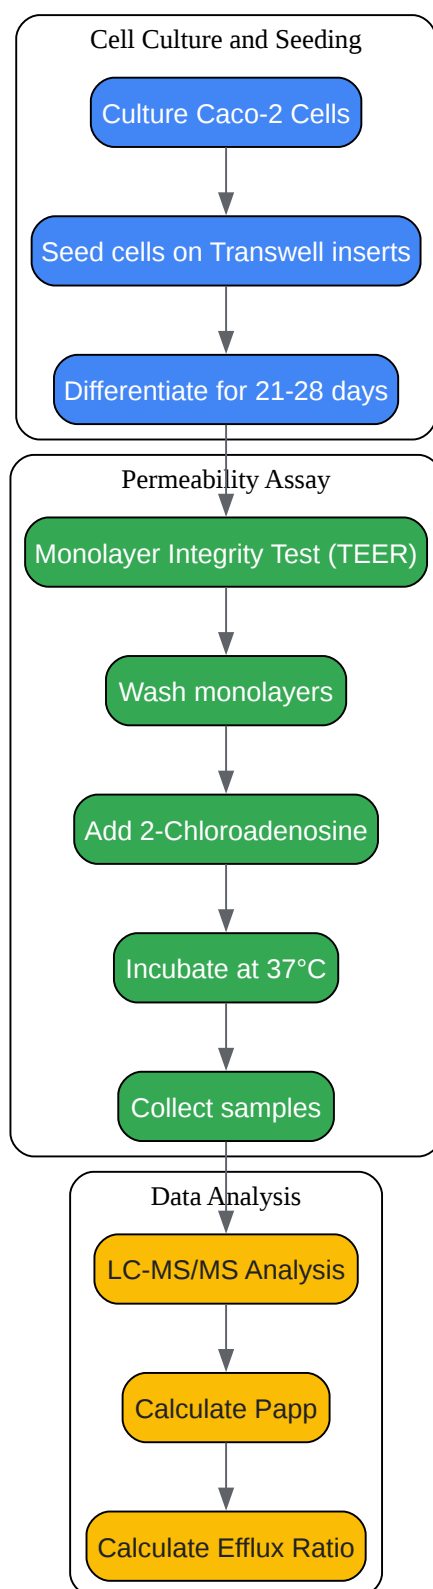 Cell Culture and Seeding
Culture Caco-2 Cells
Seed cells on Transwell inserts
Differentiate for 21-28 days
Permeability Assay
Monolayer Integrity Test (TEER)
Wash monolayers
Add 2-Chloroadenosine
Incubate at 37°C
Collect samples
Data Analysis
LC-MS/MS Analysis
Calculate Papp
Calculate Efflux Ratio